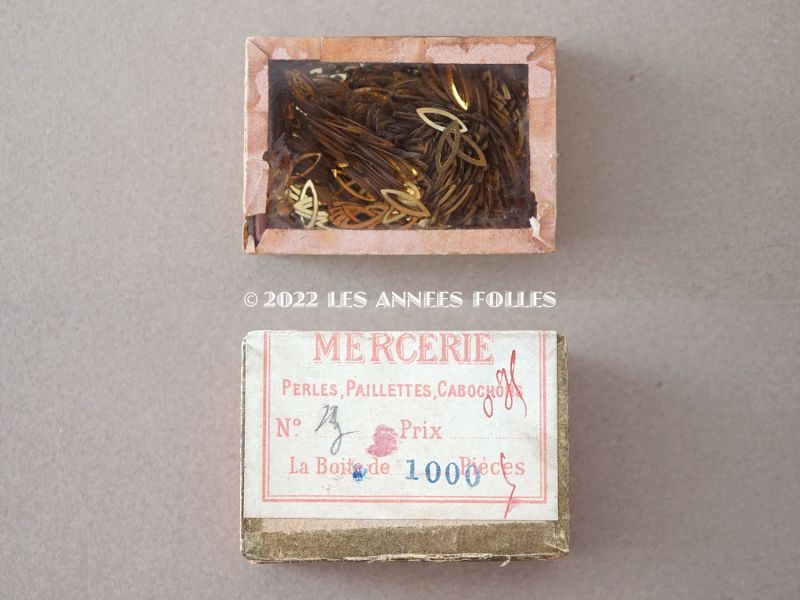 © 2022 LES ANNEES FOLLES
MERCERIE
PERLES, PAILLETTES, CABOCHONS
N° Prix
La Boite de 1000 Pièces